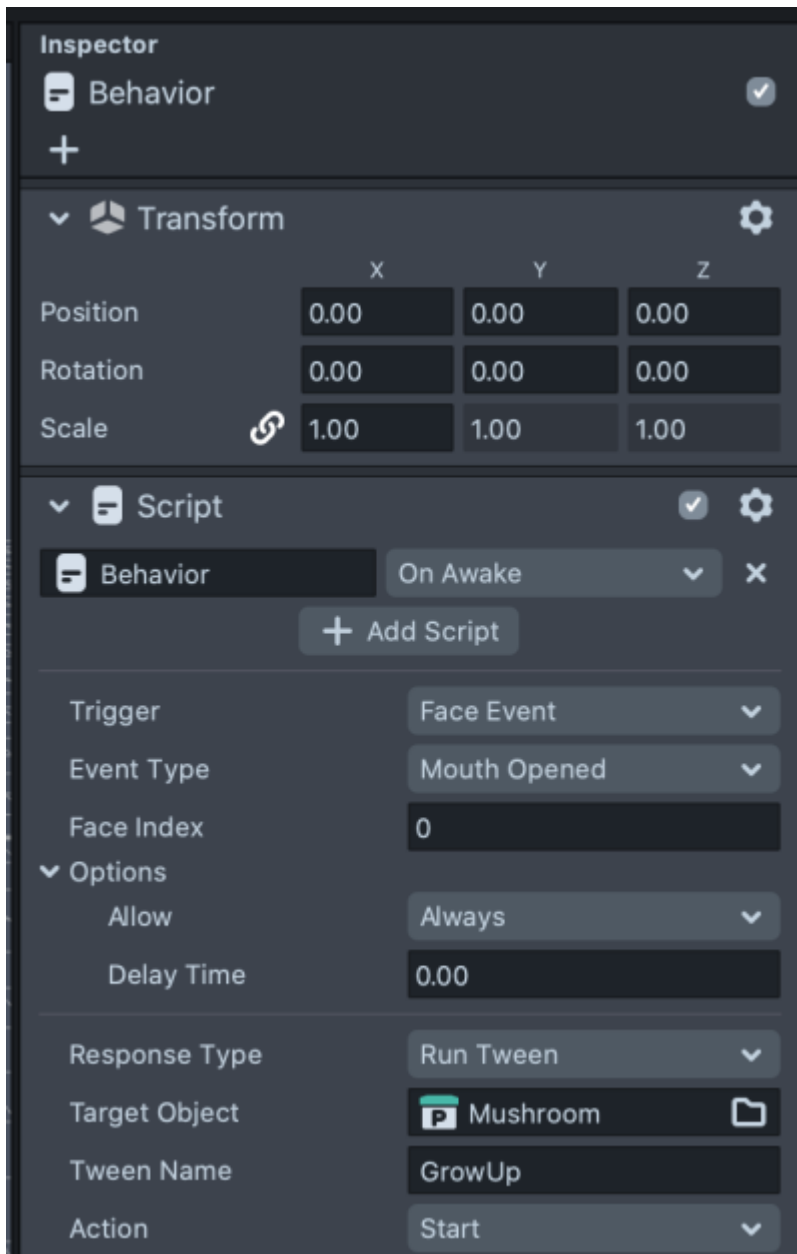 Inspector
Behavior
Transform
X Y Z
Position 0.00 0.00 0.00
Rotation 0.00 0.00 0.00
Scale 1.00 1.00 1.00
Script
Behavior On Awake
+ Add Script
Trigger Face Event
Event Type Mouth Opened
Face Index 0
Options
Allow Always
Delay Time 0.00
Response Type Run Tween
Target Object P Mushroom
Tween Name GrowUp
Action Start